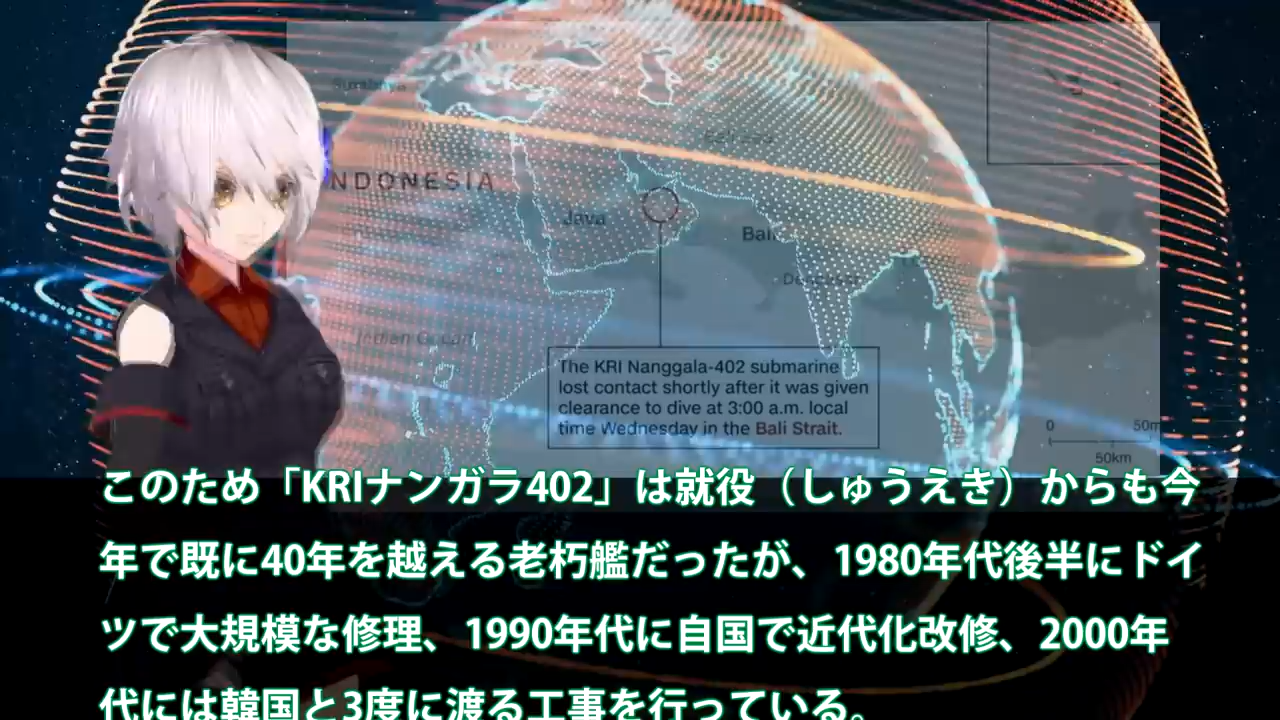 Surabaya
INDONESIA
Java
Bali
Denpasar
Indian Ocean
The KRI Nanggala-402 submarine
lost contact shortly after it was given
clearance to dive at 3:00 a.m. local
time Wednesday in the Bali Strait.
0 50m
50km
このため「KRIナンガラ402」は就役（しゅうえき）からも今
年で既に40年を越える老朽艦だったが、1980年代後半にドイ
ツで大規模な修理、1990年代に自国で近代化改修、2000年
代には韓国と3度に渡る工事を行っている。